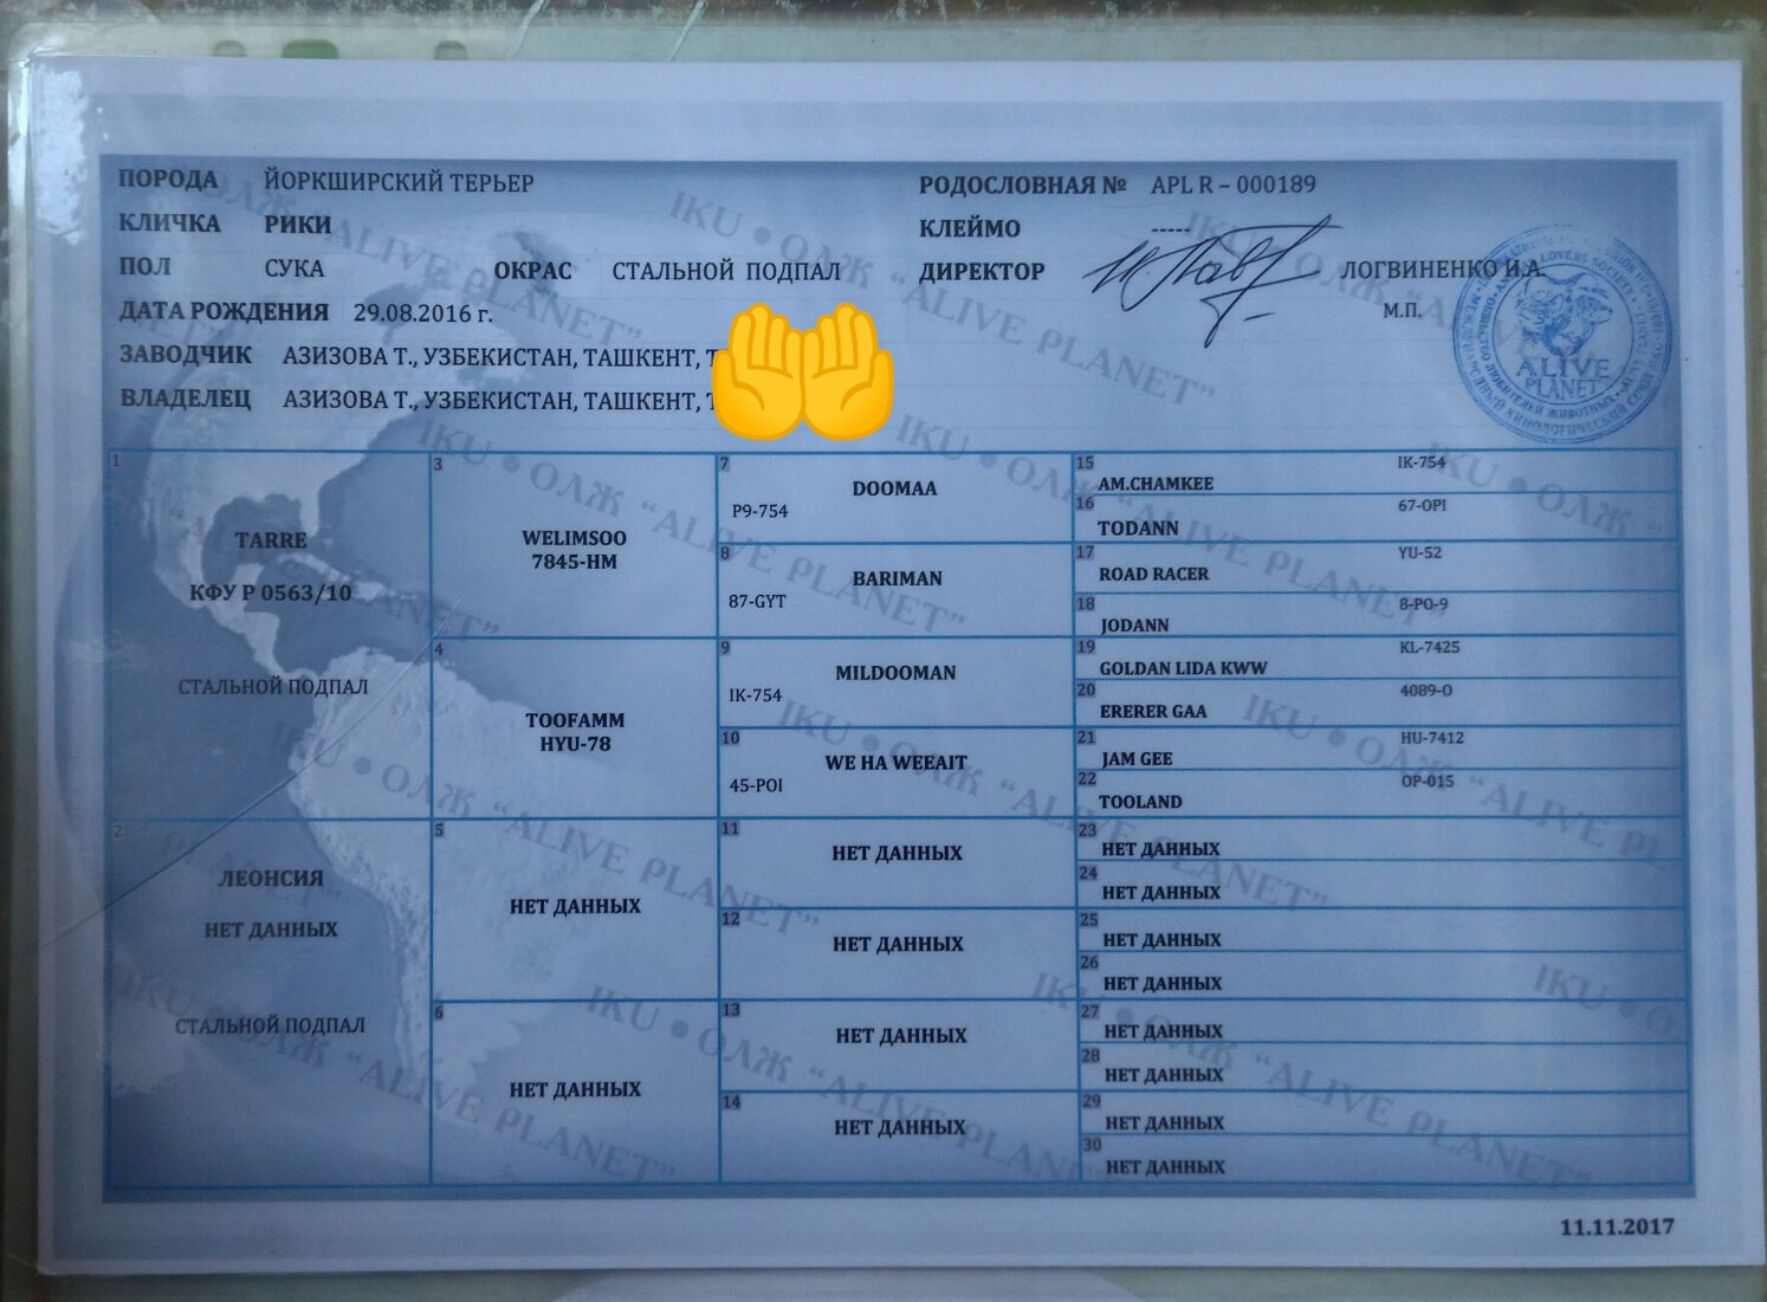 ПОРОДА ЙОРКШИРСКИЙ ТЕРЬЕР
РОДОСЛОВНАЯ № APL R – 000189
КЛИЧКА РИКИ
КЛЕЙМО -----
ПОЛ СУКА ОКРАС СТАЛЬНОЙ ПОДПАЛ
ДИРЕКТОР ЛОГВИНЕНКО И.А.
М.П.
ДАТА РОЖДЕНИЯ 29.08.2016 г.
ЗАВОДЧИК АЗИЗОВА Т., УЗБЕКИСТАН, ТАШКЕНТ,
ВЛАДЕЛЕЦ АЗИЗОВА Т., УЗБЕКИСТАН, ТАШКЕНТ,
ALIVE
PLANET
1
TARRE
КФУ Р 0563/10
СТАЛЬНОЙ ПОДПАЛ
2
ЛЕОНСИЯ
НЕТ ДАННЫХ
СТАЛЬНОЙ ПОДПАЛ
3
WELIMSOO
7845-HM
4
TOOFAMM
HYU-78
5
НЕТ ДАННЫХ
6
НЕТ ДАННЫХ
7
DOOMAA
P9-754
8
BARIMAN
87-GYT
9
MILDOOMAN
IK-754
10
WE HA WEEAIT
45-POI
11
НЕТ ДАННЫХ
12
НЕТ ДАННЫХ
13
НЕТ ДАННЫХ
14
НЕТ ДАННЫХ
15 IK-754
AM.CHAMKEE
16 67-OPI
TODANN
17 YU-52
ROAD RACER
18 8-PO-9
JODANN
19 KL-7425
GOLDAN LIDA KWW
20 4089-O
ERERER GAA
21 HU-7412
JAM GEE
22 OP-015
TOOLAND
23
НЕТ ДАННЫХ
24
НЕТ ДАННЫХ
25
НЕТ ДАННЫХ
26
НЕТ ДАННЫХ
27
НЕТ ДАННЫХ
28
НЕТ ДАННЫХ
29
НЕТ ДАННЫХ
30
НЕТ ДАННЫХ
11.11.2017
IKU • ОЛЖ "ALIVE PLANET"